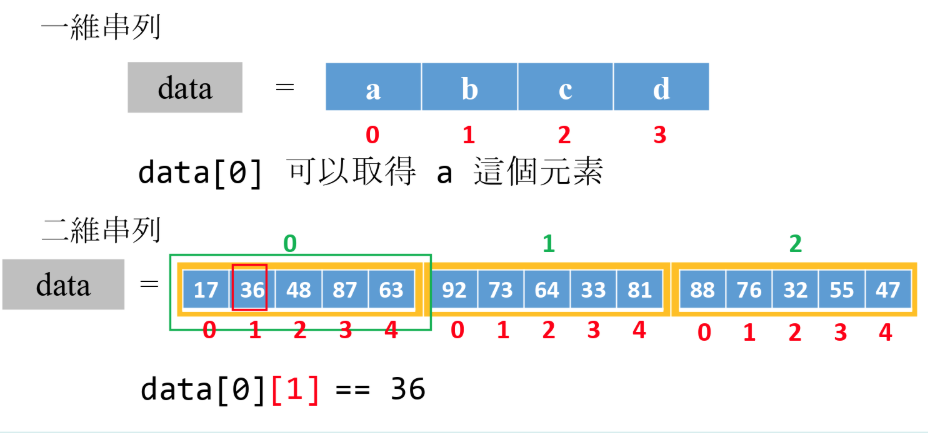 一維串列
data = a b c d
0 1 2 3
data[0] 可以取得 a 這個元素
二維串列
0 1 2
data = 17 36 48 87 63 92 73 64 33 81 88 76 32 55 47
0 1 2 3 4 0 1 2 3 4 0 1 2 3 4
data[0][1] == 36